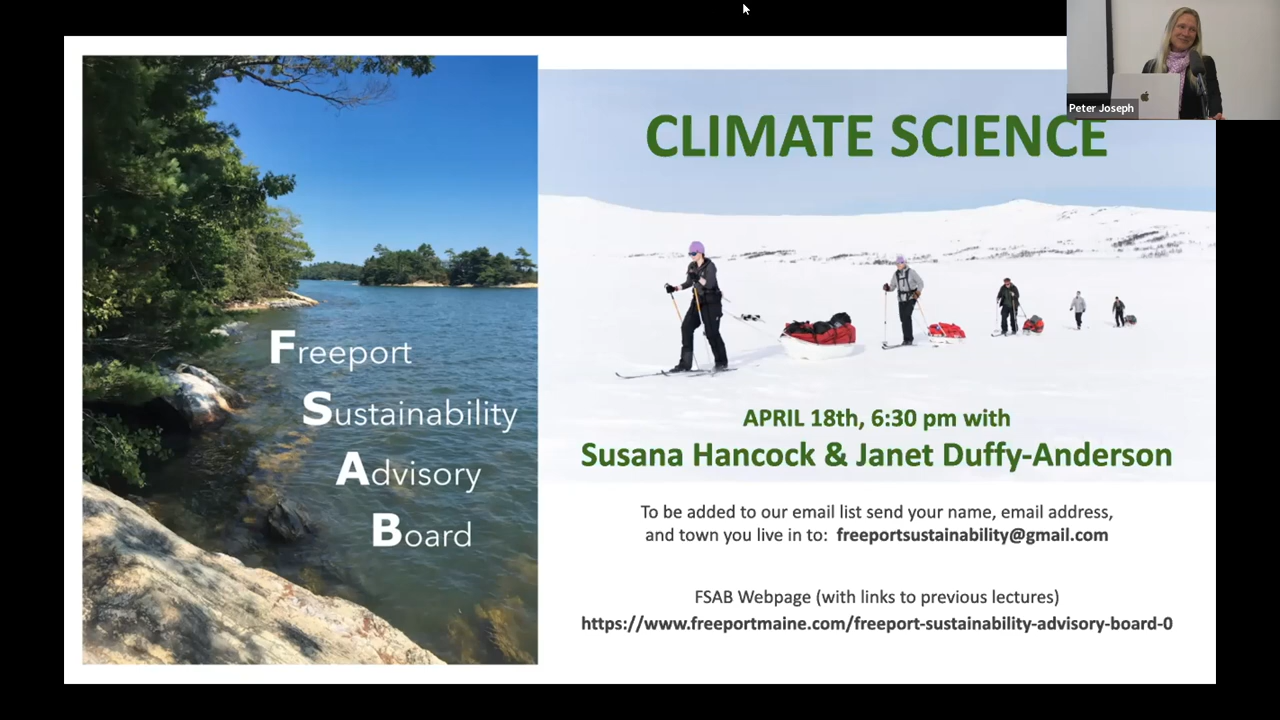 Freeport
Sustainability
Advisory
Board
CLIMATE SCIENCE
APRIL 18th, 6:30 pm with
Susana Hancock & Janet Duffy-Anderson
To be added to our email list send your name, email address,
and town you live in to: freeportsustainability@gmail.com
FSAB Webpage (with links to previous lectures)
https://www.freeportmaine.com/freeport-sustainability-advisory-board-0
Peter Joseph